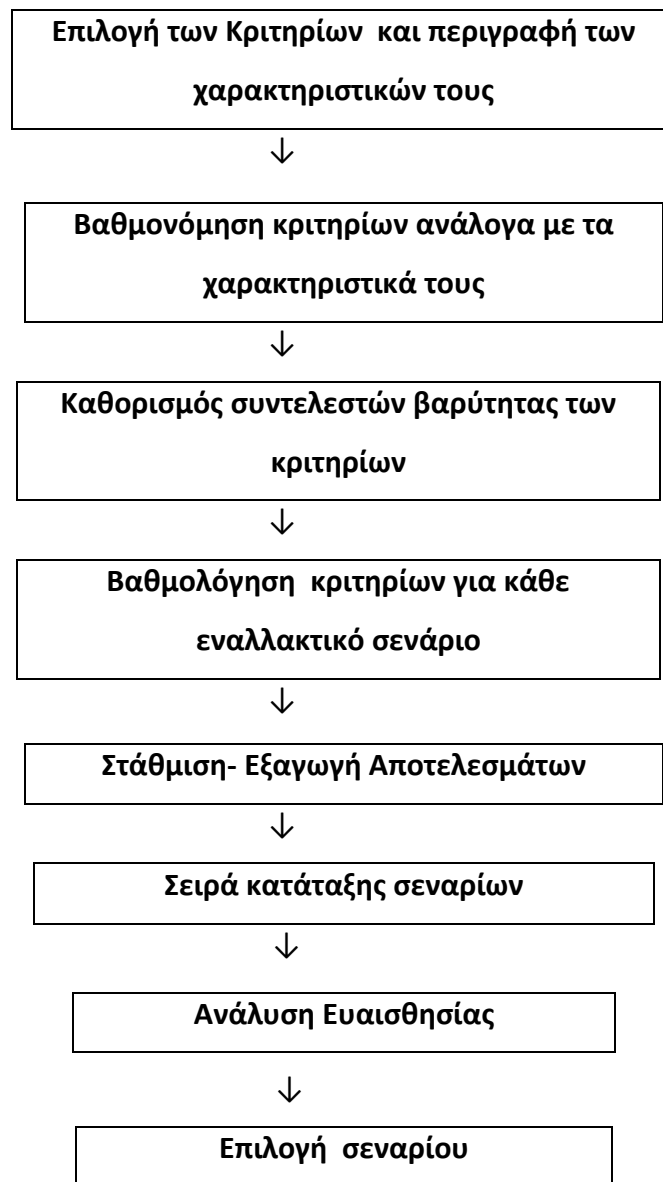 Επιλογή των Κριτηρίων και περιγραφή των
χαρακτηριστικών τους
↓
Βαθμονόμηση κριτηρίων ανάλογα με τα
χαρακτηριστικά τους
↓
Καθορισμός συντελεστών βαρύτητας των
κριτηρίων
↓
Βαθμολόγηση κριτηρίων για κάθε
εναλλακτικό σενάριο
↓
Στάθμιση- Εξαγωγή Αποτελεσμάτων
↓
Σειρά κατάταξης σεναρίων
↓
Ανάλυση Ευαισθησίας
↓
Επιλογή σεναρίου